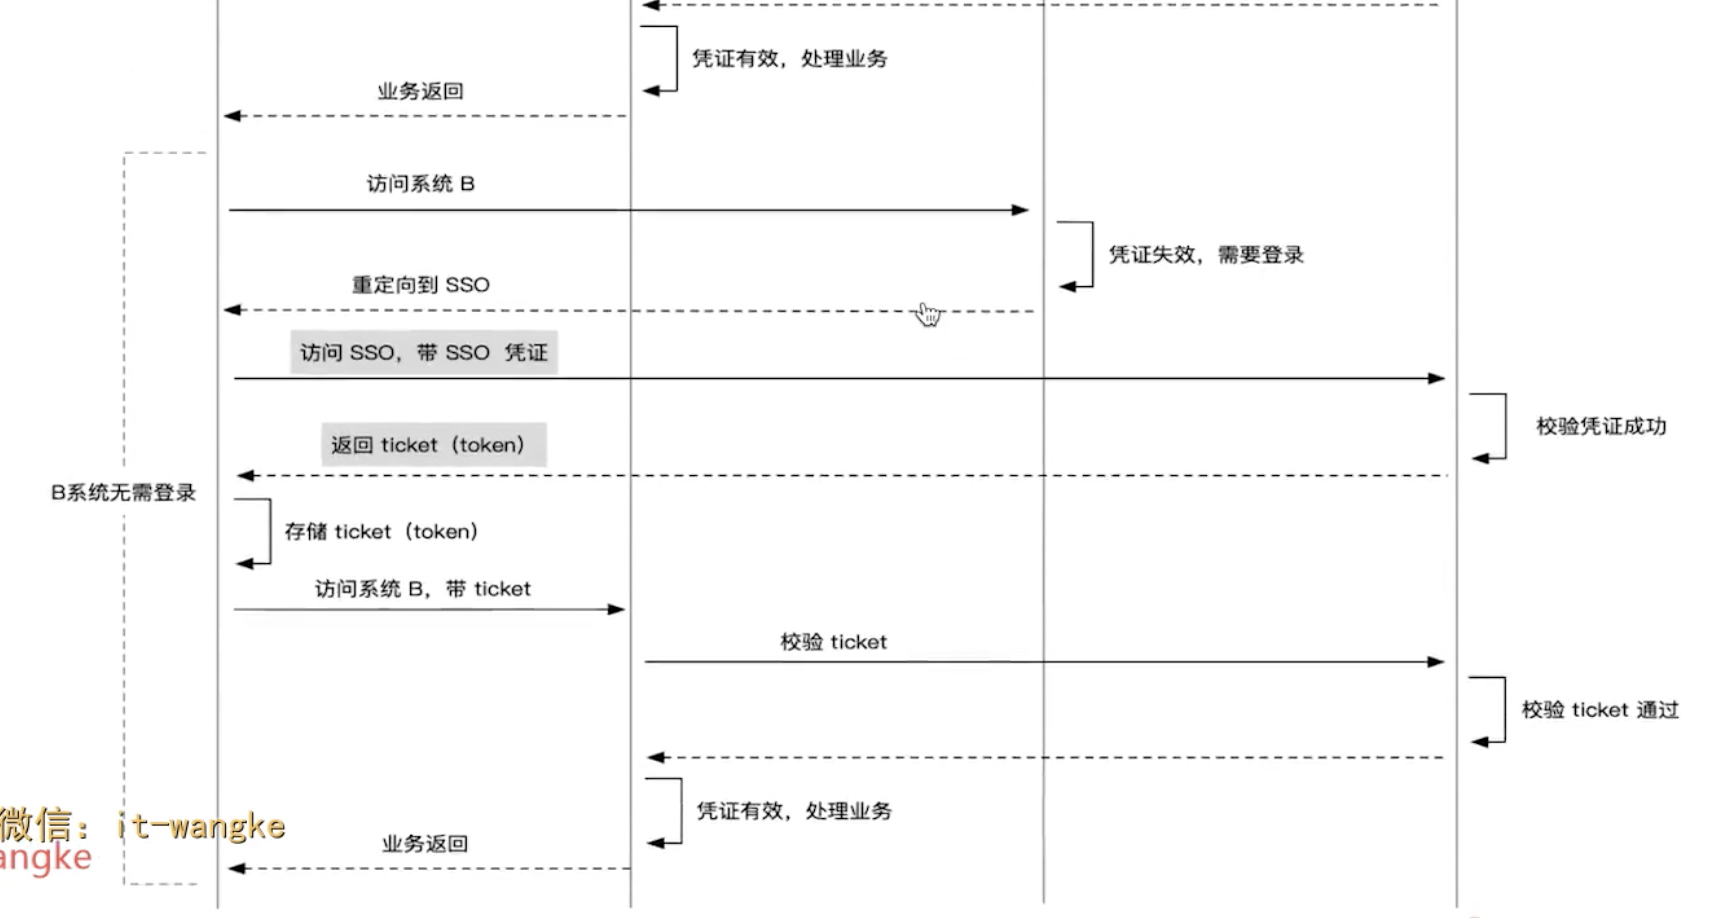 凭证有效，处理业务
业务返回
访问系统 B
凭证失效，需要登录
重定向到 SSO
访问 SSO，带 SSO 凭证
校验凭证成功
返回 ticket（token）
B系统无需登录
存储 ticket（token）
访问系统 B，带 ticket
校验 ticket
校验 ticket 通过
凭证有效，处理业务
微信：it-wangke
业务返回
angke